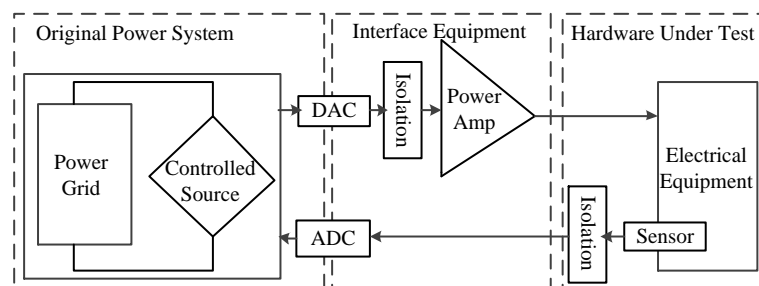 Original Power System
Interface Equipment
Hardware Under Test
Power
Grid
Controlled
Source
DAC
Isolation
Power
Amp
Electrical
Equipment
ADC
Isolation
Sensor